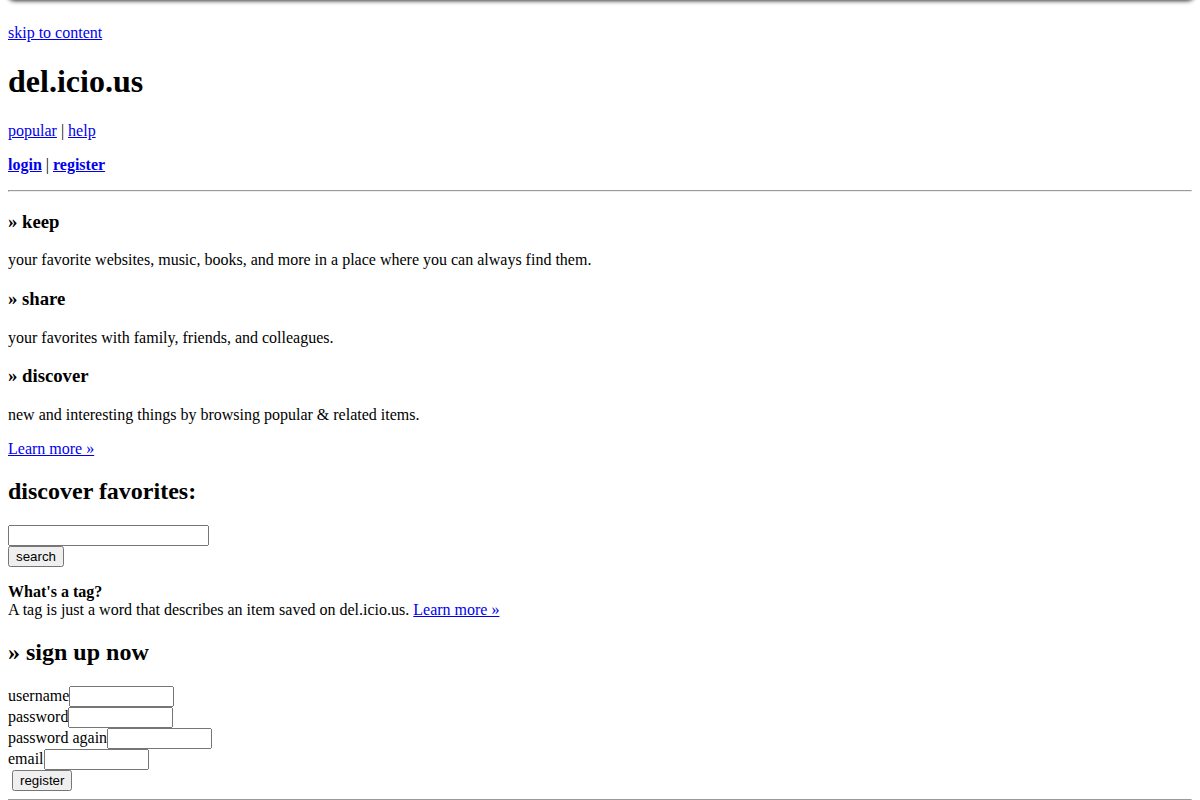 skip to content
del.icio.us
popular | help
login | register
» keep
your favorite websites, music, books, and more in a place where you can always find them.
» share
your favorites with family, friends, and colleagues.
» discover
new and interesting things by browsing popular & related items.
Learn more »
discover favorites:
search
What's a tag?
A tag is just a word that describes an item saved on del.icio.us. Learn more »
» sign up now
username
password
password again
email
register